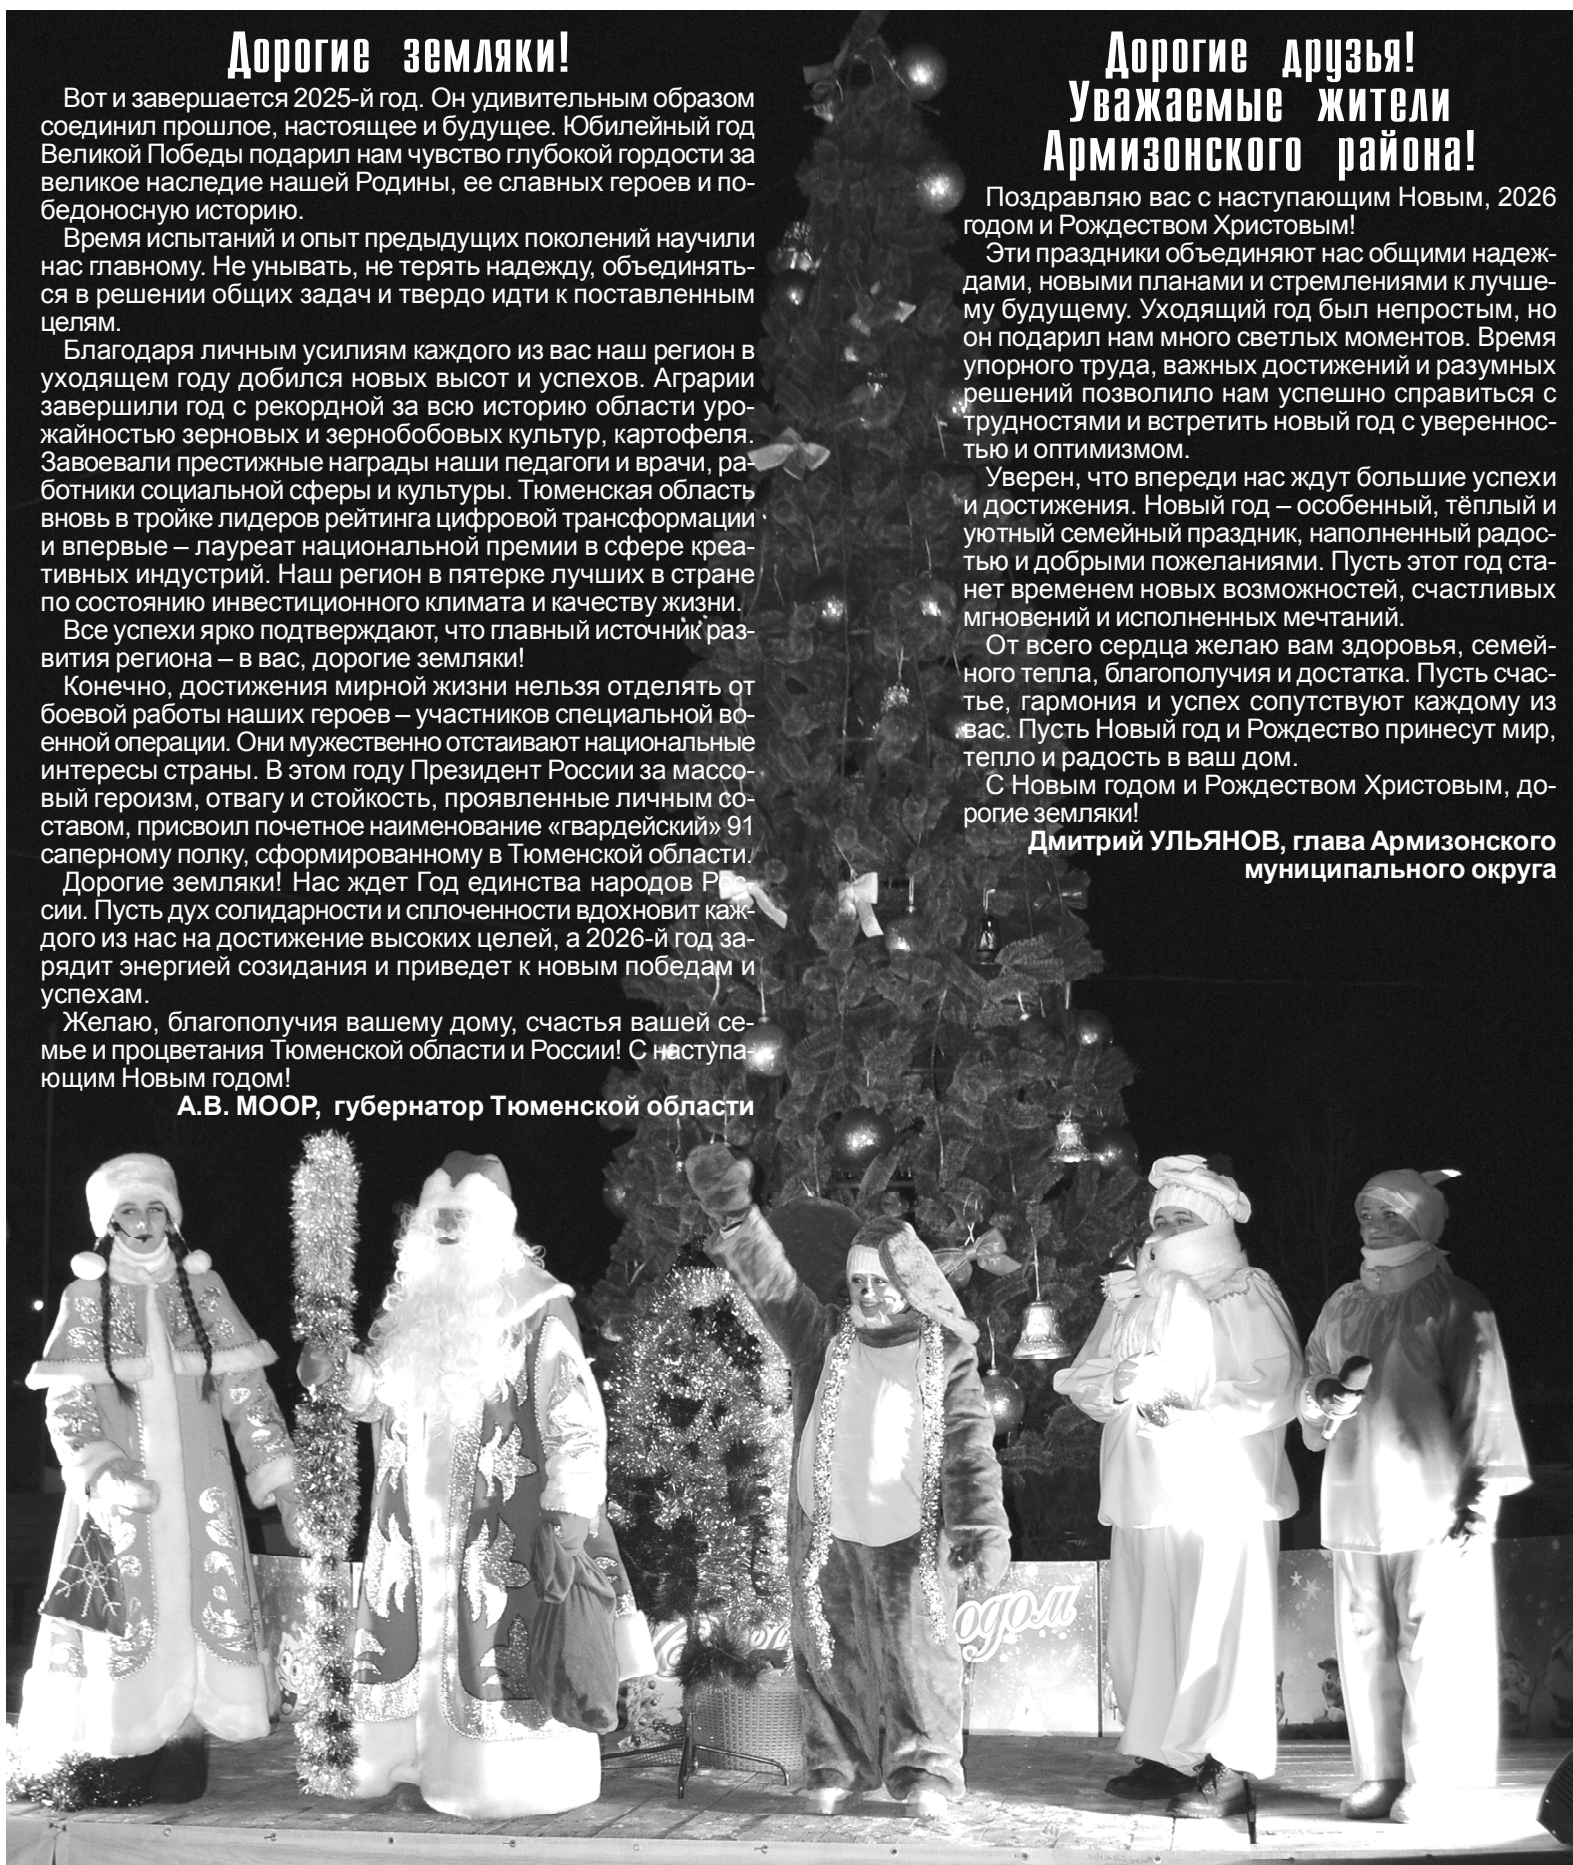 Дорогие земляки!
Вот и завершается 2025-й год. Он удивительным образом
соединил прошлое, настоящее и будущее. Юбилейный год
Великой Победы подарил нам чувство глубокой гордости за
великое наследие нашей Родины, ее славных героев и по-
бедоносную историю.
Время испытаний и опыт предыдущих поколений научили
нас главному. Не унывать, не терять надежду, объединять-
ся в решении общих задач и твердо идти к поставленным
целям.
Благодаря личным усилиям каждого из вас наш регион в
уходящем году добился новых высот и успехов. Аграрии
завершили год с рекордной за всю историю области уро-
жайностью зерновых и зернобобовых культур, картофеля.
Завоевали престижные награды наши педагоги и врачи, ра-
ботники социальной сферы и культуры. Тюменская область
вновь в тройке лидеров рейтинга цифровой трансформации
и впервые – лауреат национальной премии в сфере креа-
тивных индустрий. Наш регион в пятерке лучших в стране
по состоянию инвестиционного климата и качеству жизни.
Все успехи ярко подтверждают, что главный источник раз-
вития региона – в вас, дорогие земляки!
Конечно, достижения мирной жизни нельзя отделять от
боевой работы наших героев – участников специальной во-
енной операции. Они мужественно отстаивают национальные
интересы страны. В этом году Президент России за массо-
вый героизм, отвагу и стойкость, проявленные личным со-
ставом, присвоил почетное наименование «гвардейский» 91
саперному полку, сформированному в Тюменской области.
Дорогие земляки! Нас ждет Год единства народов Рос-
сии. Пусть дух солидарности и сплоченности вдохновит каж-
дого из нас на достижение высоких целей, а 2026-й год за-
рядит энергией созидания и приведет к новым победам и
успехам.
Желаю, благополучия вашему дому, счастья вашей се-
мье и процветания Тюменской области и России! С наступа-
ющим Новым годом!
А.В. МООР, губернатор Тюменской области
Дорогие друзья!
Уважаемые жители
Армизонского района!
Поздравляю вас с наступающим Новым, 2026
годом и Рождеством Христовым!
Эти праздники объединяют нас общими надеж-
дами, новыми планами и стремлениями к лучше-
му будущему. Уходящий год был непростым, но
он подарил нам много светлых моментов. Время
упорного труда, важных достижений и разумных
решений позволило нам успешно справиться с
трудностями и встретить новый год с увереннос-
тью и оптимизмом.
Уверен, что впереди нас ждут большие успехи
и достижения. Новый год – особенный, тёплый и
уютный семейный праздник, наполненный радос-
тью и добрыми пожеланиями. Пусть этот год ста-
нет временем новых возможностей, счастливых
мгновений и исполненных мечтаний.
От всего сердца желаю вам здоровья, семей-
ного тепла, благополучия и достатка. Пусть счас-
тье, гармония и успех сопутствуют каждому из
вас. Пусть Новый год и Рождество принесут мир,
тепло и радость в ваш дом.
С Новым годом и Рождеством Христовым, до-
рогие земляки!
Дмитрий УЛЬЯНОВ, глава Армизонского
муниципального округа
одом